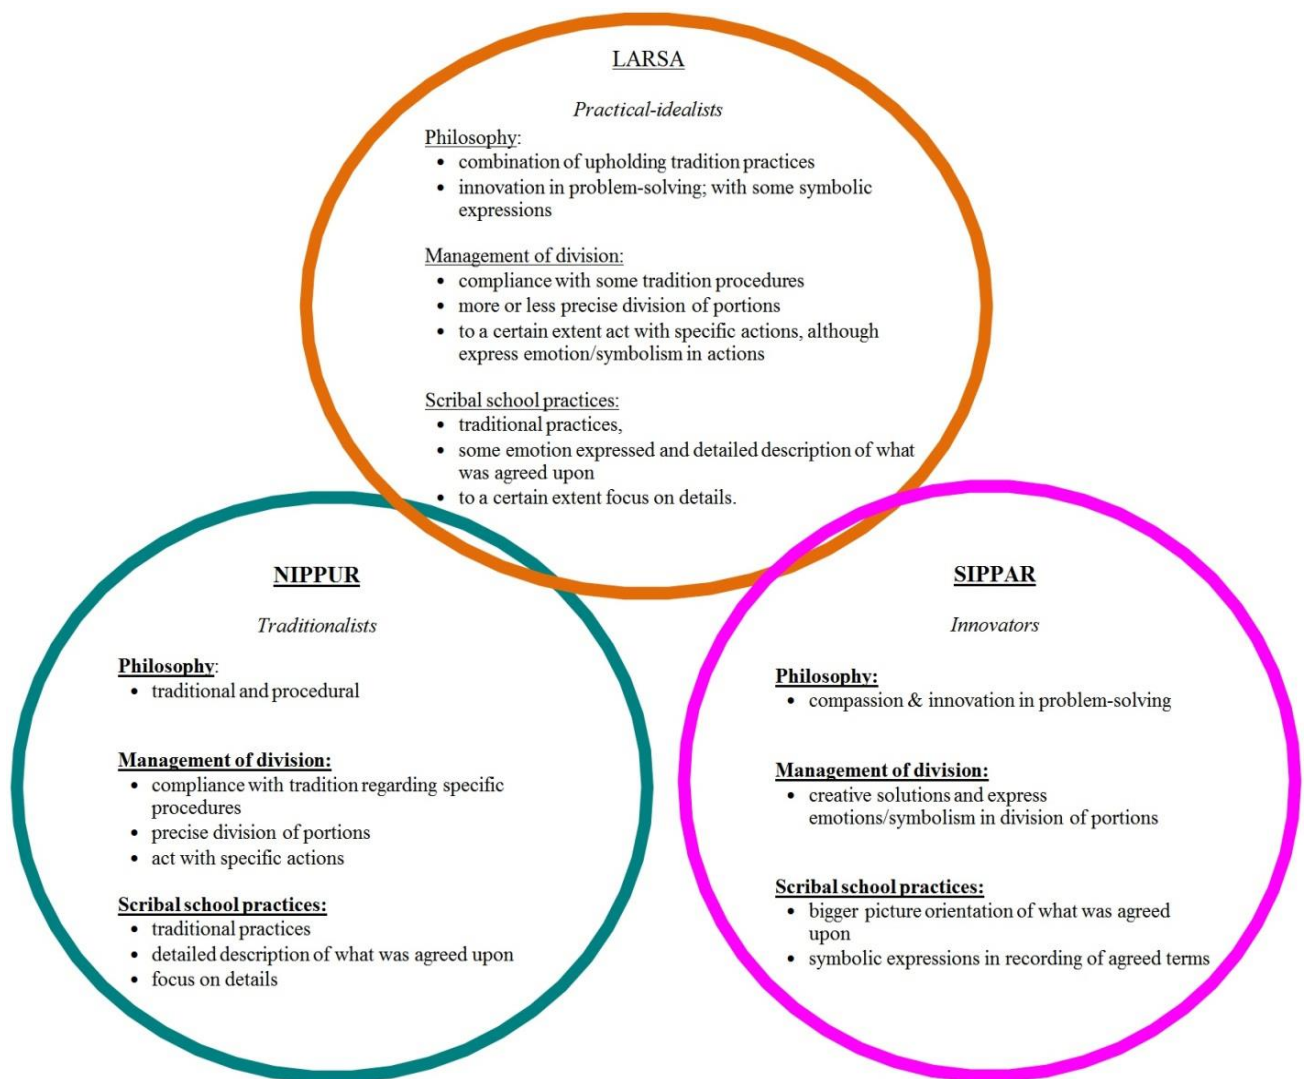 LARSA
Practical-idealists
Philosophy:
• combination of upholding tradition practices
• innovation in problem-solving; with some symbolic
expressions
Management of division:
• compliance with some tradition procedures
• more or less precise division of portions
• to a certain extent act with specific actions, although
express emotion/symbolism in actions
Scribal school practices:
• traditional practices,
• some emotion expressed and detailed description of what
was agreed upon
• to a certain extent focus on details.
NIPPUR
Traditionalists
Philosophy:
• traditional and procedural
Management of division:
• compliance with tradition regarding specific
procedures
• precise division of portions
• act with specific actions
Scribal school practices:
• traditional practices
• detailed description of what was agreed upon
• focus on details
SIPPAR
Innovators
Philosophy:
• compassion & innovation in problem-solving
Management of division:
• creative solutions and express
emotions/symbolism in division of portions
Scribal school practices:
• bigger picture orientation of what was agreed
upon
• symbolic expressions in recording of agreed terms